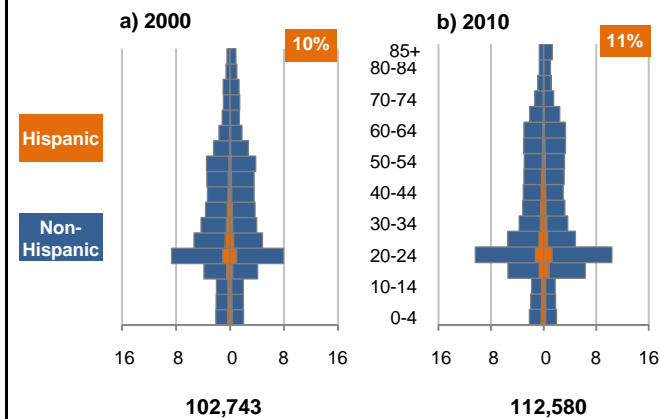 a) 2000
10%
b) 2010
11%
Hispanic
Non-
Hispanic
85+
80-84
70-74
60-64
50-54
40-44
30-34
20-24
10-14
0-4
16 8 0 8 16
16 8 0 8 16
102,743
112,580